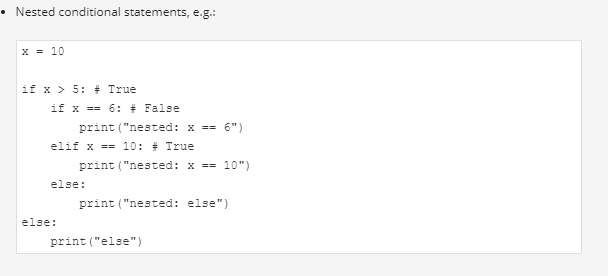 • Nested conditional statements, e.g.:
x = 10
if x > 5: # True
    if x == 6: # False
        print("nested: x == 6")
    elif x == 10: # True
        print("nested: x == 10")
    else:
        print("nested: else")
else:
    print("else")